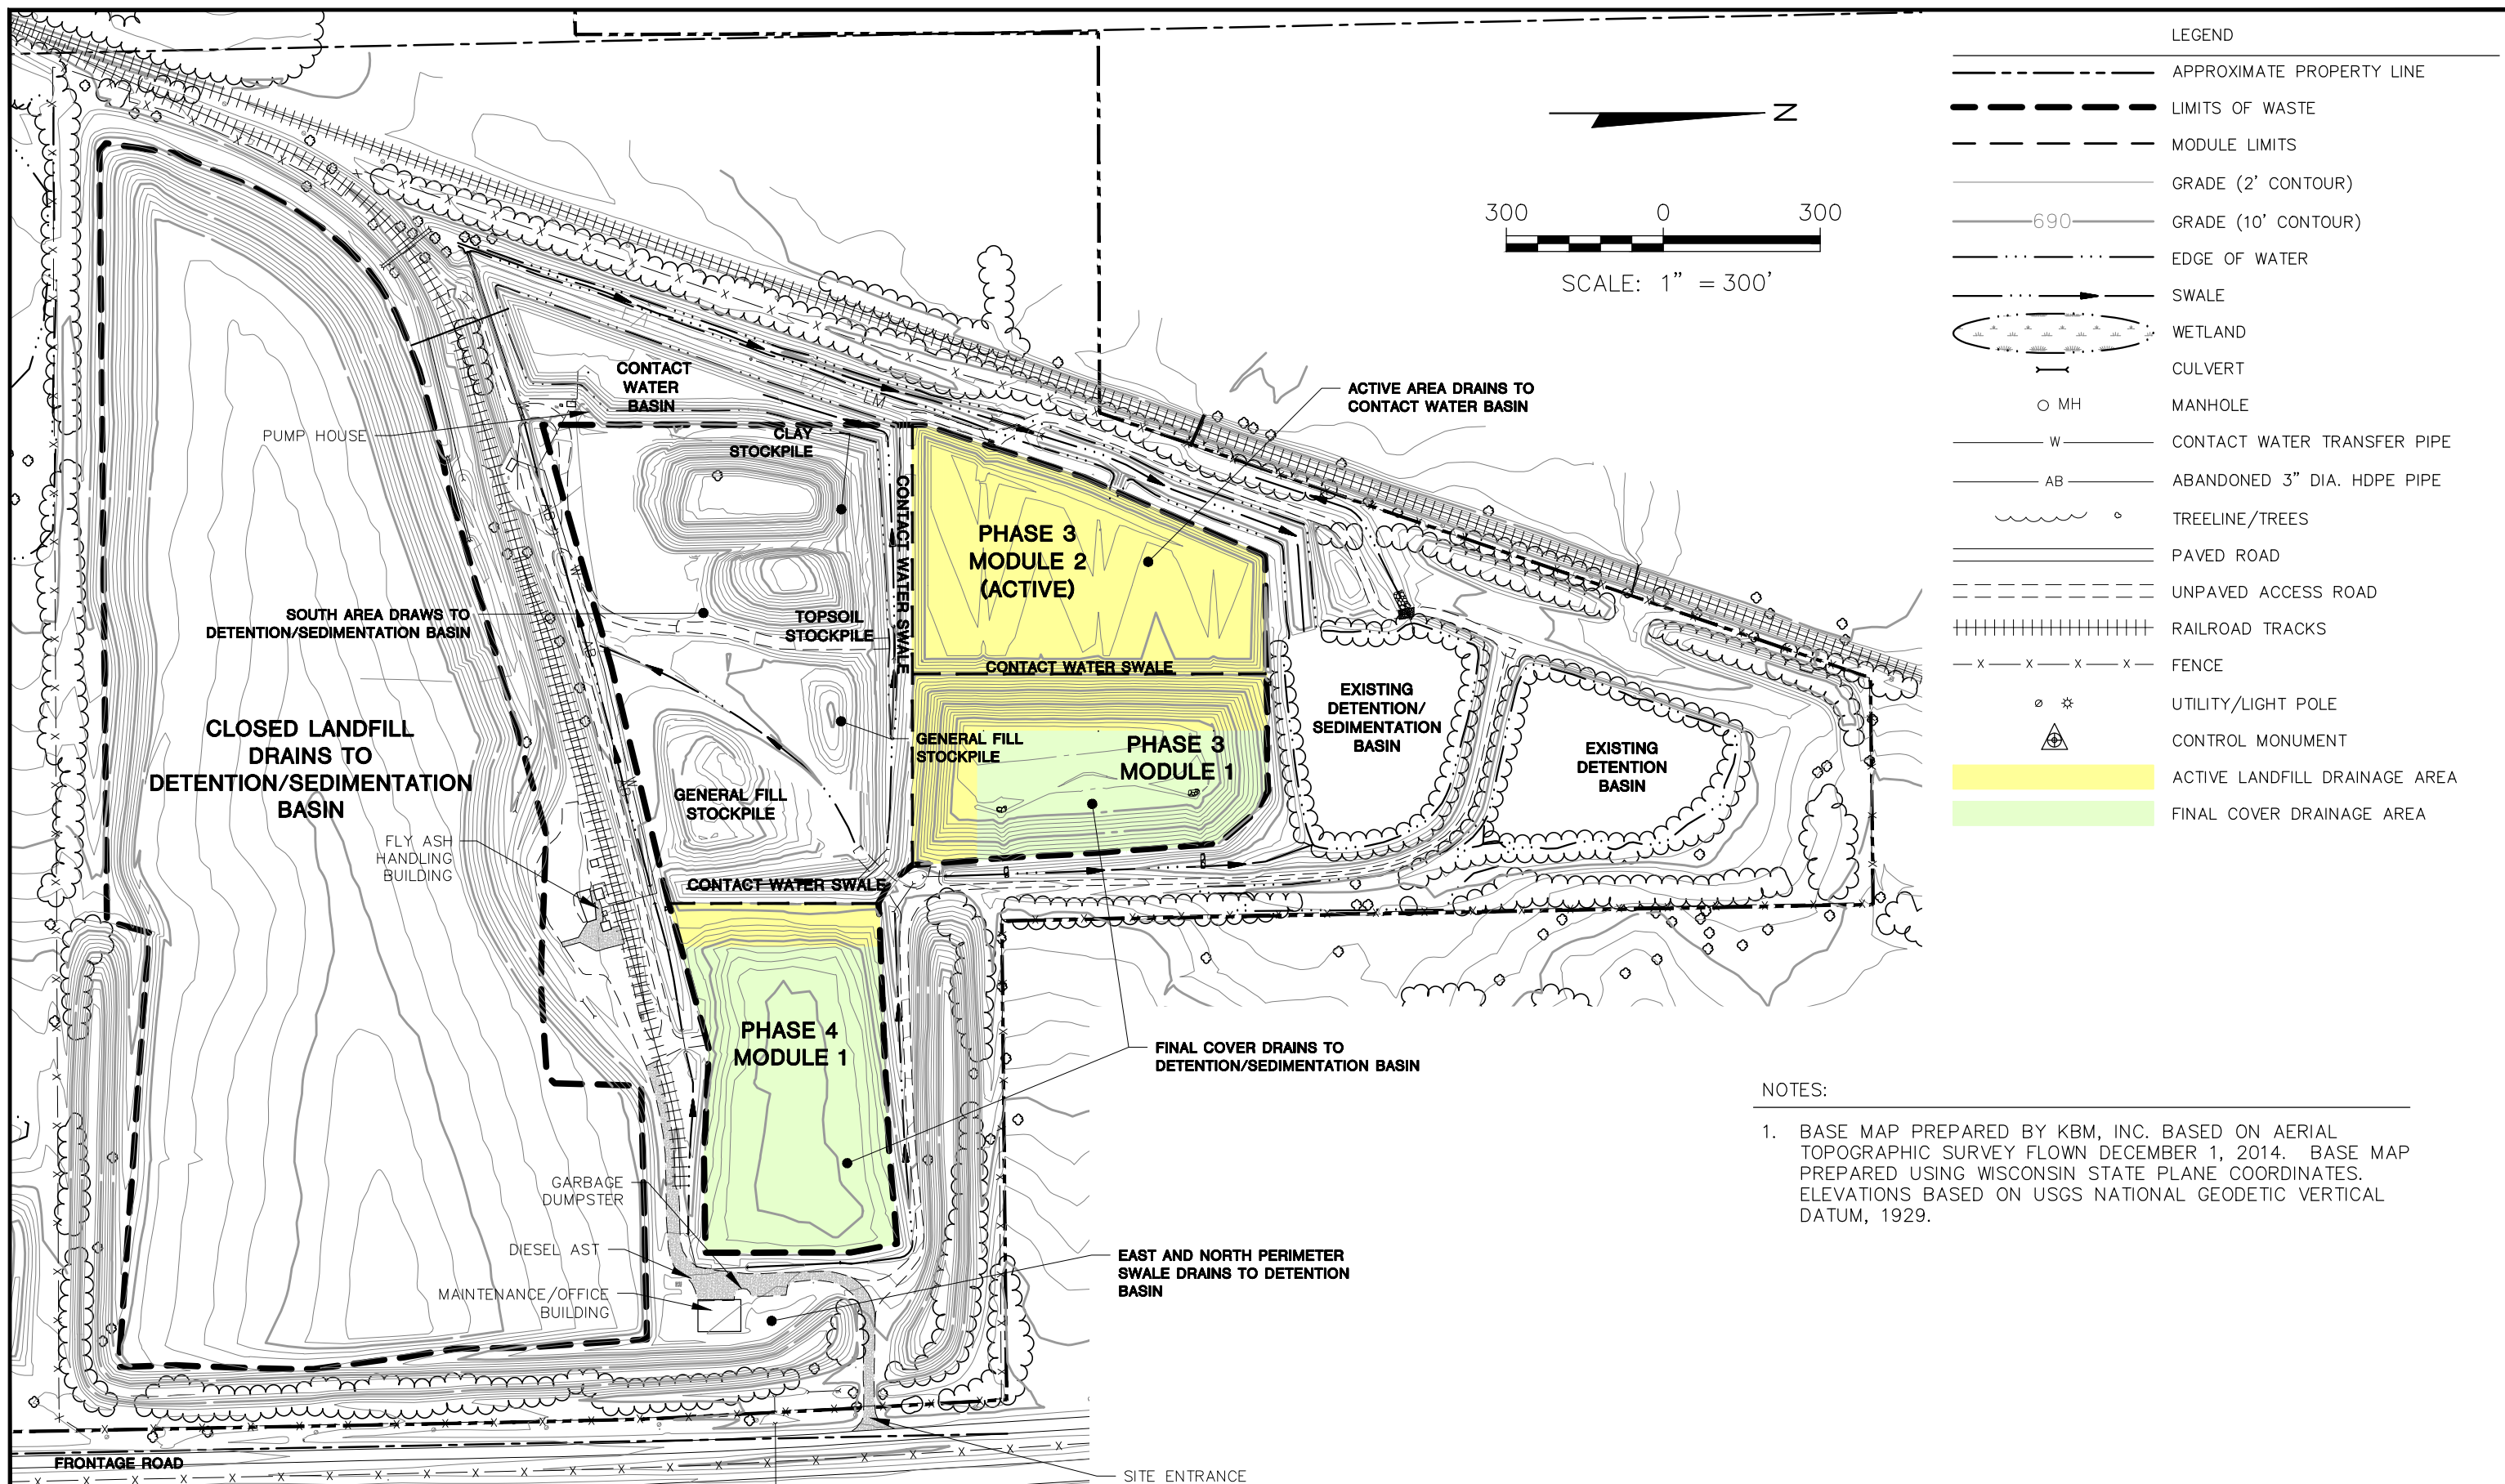 LEGEND
APPROXIMATE PROPERTY LINE
LIMITS OF WASTE
MODULE LIMITS
GRADE (2' CONTOUR)
690
GRADE (10' CONTOUR)
EDGE OF WATER
SWALE
WETLAND
CULVERT
MH
MANHOLE
W
CONTACT WATER TRANSFER PIPE
AB
ABANDONED 3" DIA. HDPE PIPE
TREELINE/TREES
PAVED ROAD
UNPAVED ACCESS ROAD
RAILROAD TRACKS
X X X X
FENCE
UTILITY/LIGHT POLE
CONTROL MONUMENT
ACTIVE LANDFILL DRAINAGE AREA
FINAL COVER DRAINAGE AREA
N
300 0 300
SCALE: 1" = 300'
CONTACT
WATER
BASIN
ACTIVE AREA DRAINS TO
CONTACT WATER BASIN
PUMP HOUSE
CLAY
STOCKPILE
CONTACT WATER SWALE
PHASE 3
MODULE 2
(ACTIVE)
SOUTH AREA DRAWS TO
DETENTION/SEDIMENTATION BASIN
TOPSOIL
STOCKPILE
CONTACT WATER SWALE
EXISTING
DETENTION/
SEDIMENTATION
BASIN
CLOSED LANDFILL
DRAINS TO
DETENTION/SEDIMENTATION
BASIN
GENERAL FILL
STOCKPILE
PHASE 3
MODULE 1
EXISTING
DETENTION
BASIN
GENERAL FILL
STOCKPILE
FLY ASH
HANDLING
BUILDING
CONTACT WATER SWALE
PHASE 4
MODULE 1
FINAL COVER DRAINS TO
DETENTION/SEDIMENTATION BASIN
GARBAGE
DUMPSTER
DIESEL AST
MAINTENANCE/OFFICE
BUILDING
EAST AND NORTH PERIMETER
SWALE DRAINS TO DETENTION
BASIN
FRONTAGE ROAD
SITE ENTRANCE
NOTES:
1. BASE MAP PREPARED BY KBM, INC. BASED ON AERIAL
TOPOGRAPHIC SURVEY FLOWN DECEMBER 1, 2014. BASE MAP
PREPARED USING WISCONSIN STATE PLANE COORDINATES.
ELEVATIONS BASED ON USGS NATIONAL GEODETIC VERTICAL
DATUM, 1929.